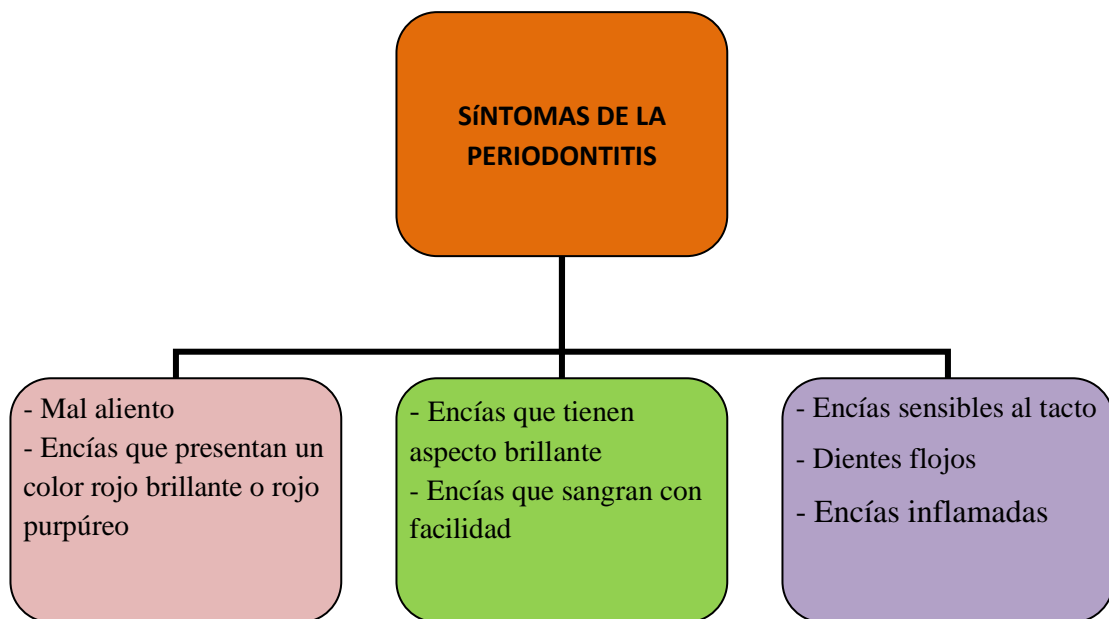 SíNTOMAS DE LA
PERIODONTITIS
- Mal aliento
- Encías que presentan un
color rojo brillante o rojo
purpúreo
- Encías que tienen
aspecto brillante
- Encías que sangran con
facilidad
- Encías sensibles al tacto
- Dientes flojos
- Encías inflamadas